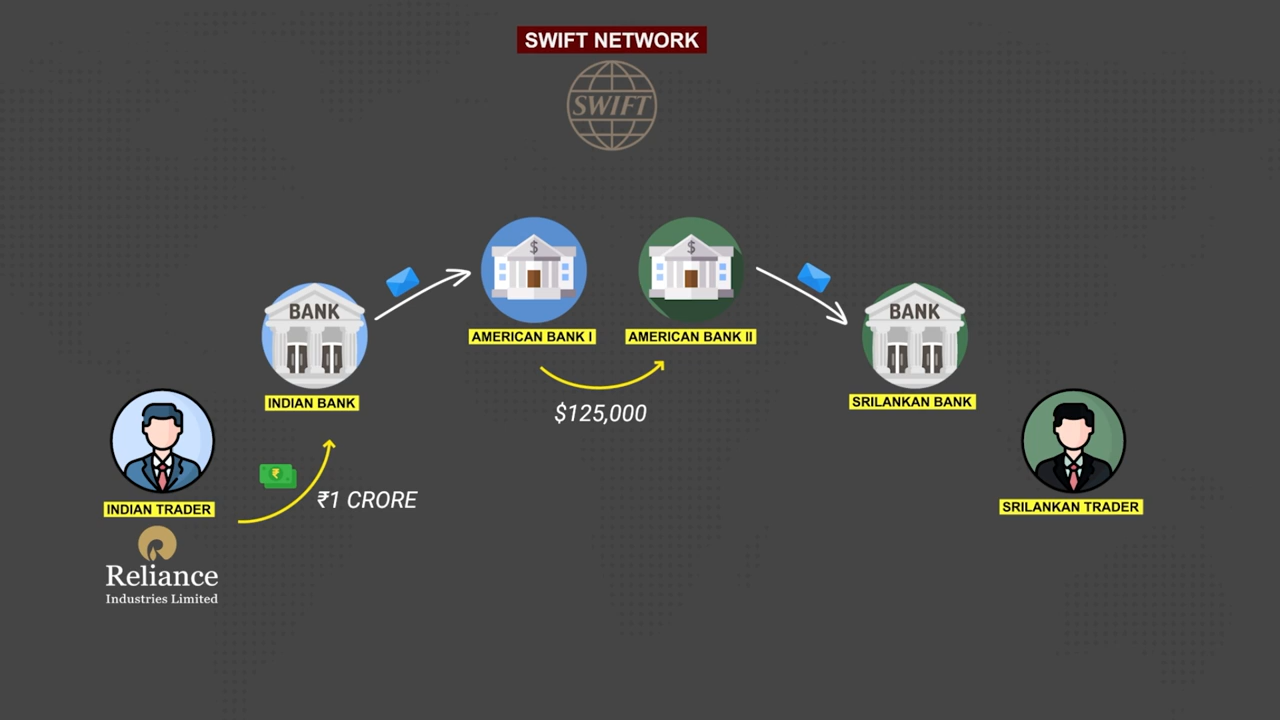 SWIFT NETWORK
SWIFT
$
$
BANK
BANK
AMERICAN BANK I
AMERICAN BANK II
INDIAN BANK
SRILANKAN BANK
$125,000
₹
₹1 CRORE
INDIAN TRADER
SRILANKAN TRADER
Reliance
Industries Limited